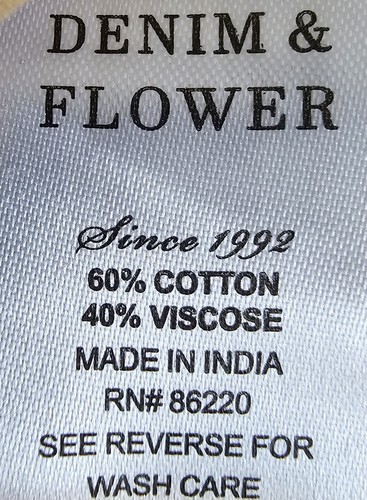 DENIM &
FLOWER
Since 1992
60% COTTON
40% VISCOSE
MADE IN INDIA
RN# 86220
SEE REVERSE FOR
WASH CARE